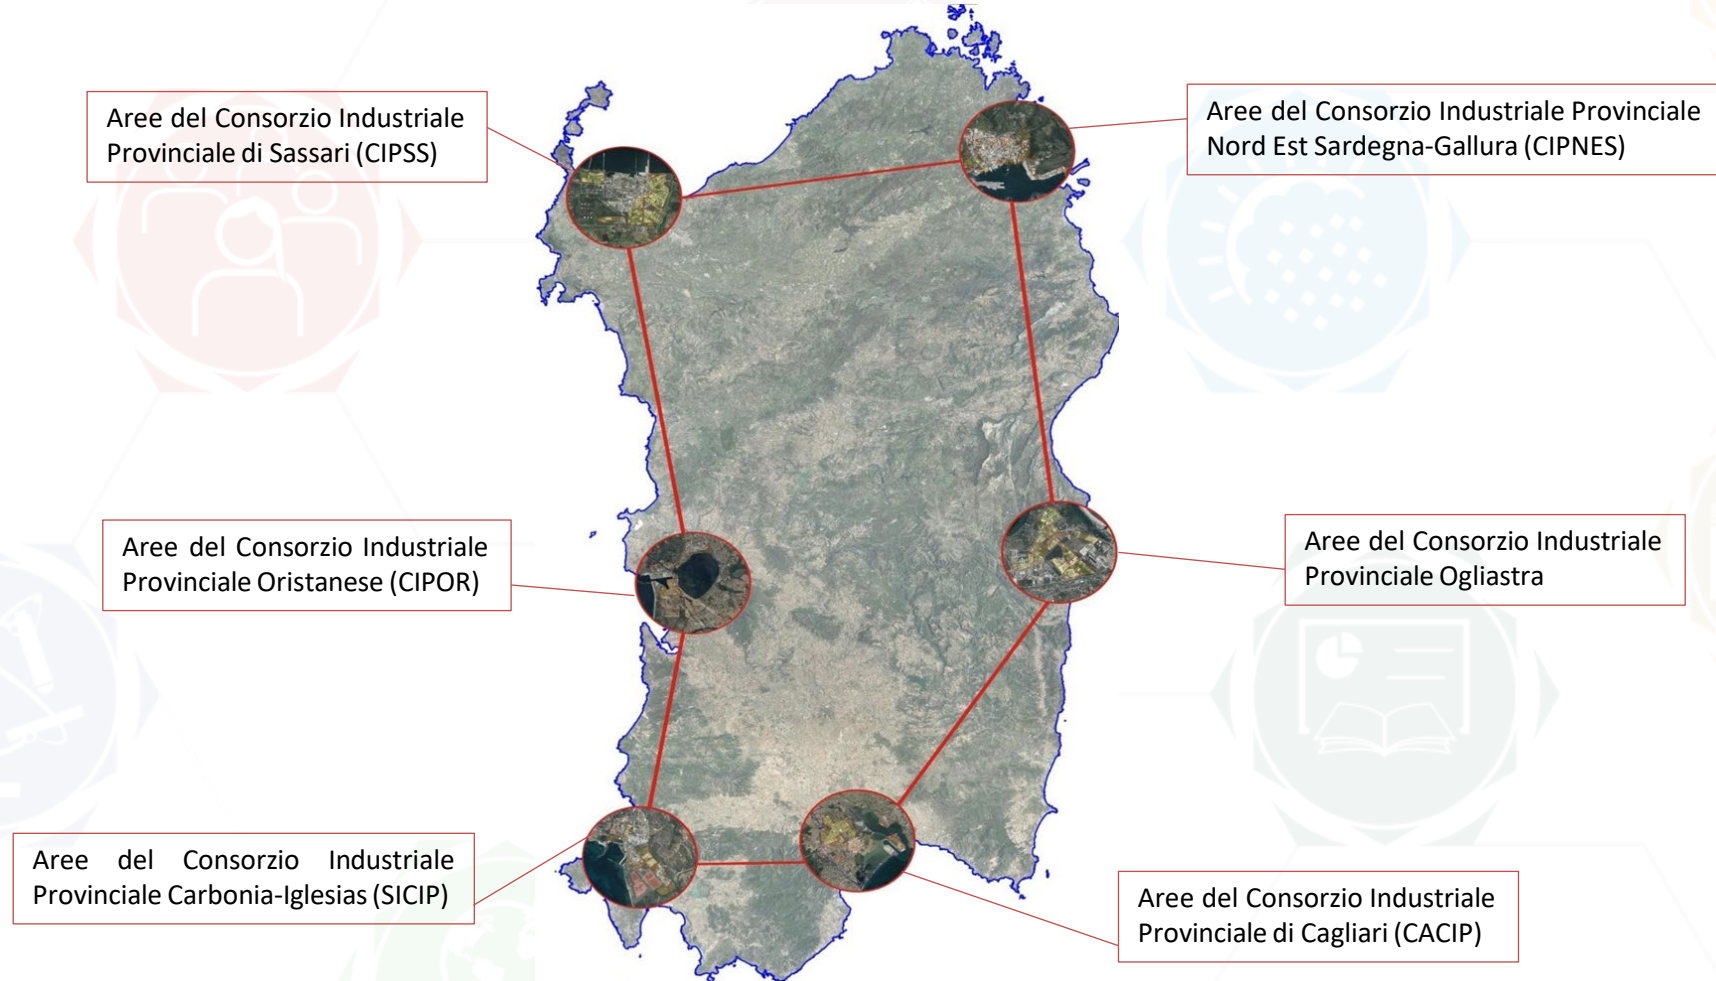 Aree del Consorzio Industriale
Provinciale di Sassari (CIPSS)
Aree del Consorzio Industriale Provinciale
Nord Est Sardegna-Gallura (CIPNES)
Aree del Consorzio Industriale
Provinciale Oristanese (CIPOR)
Aree del Consorzio Industriale
Provinciale Ogliastra
Aree del Consorzio Industriale
Provinciale Carbonia-Iglesias (SICIP)
Aree del Consorzio Industriale
Provinciale di Cagliari (CACIP)